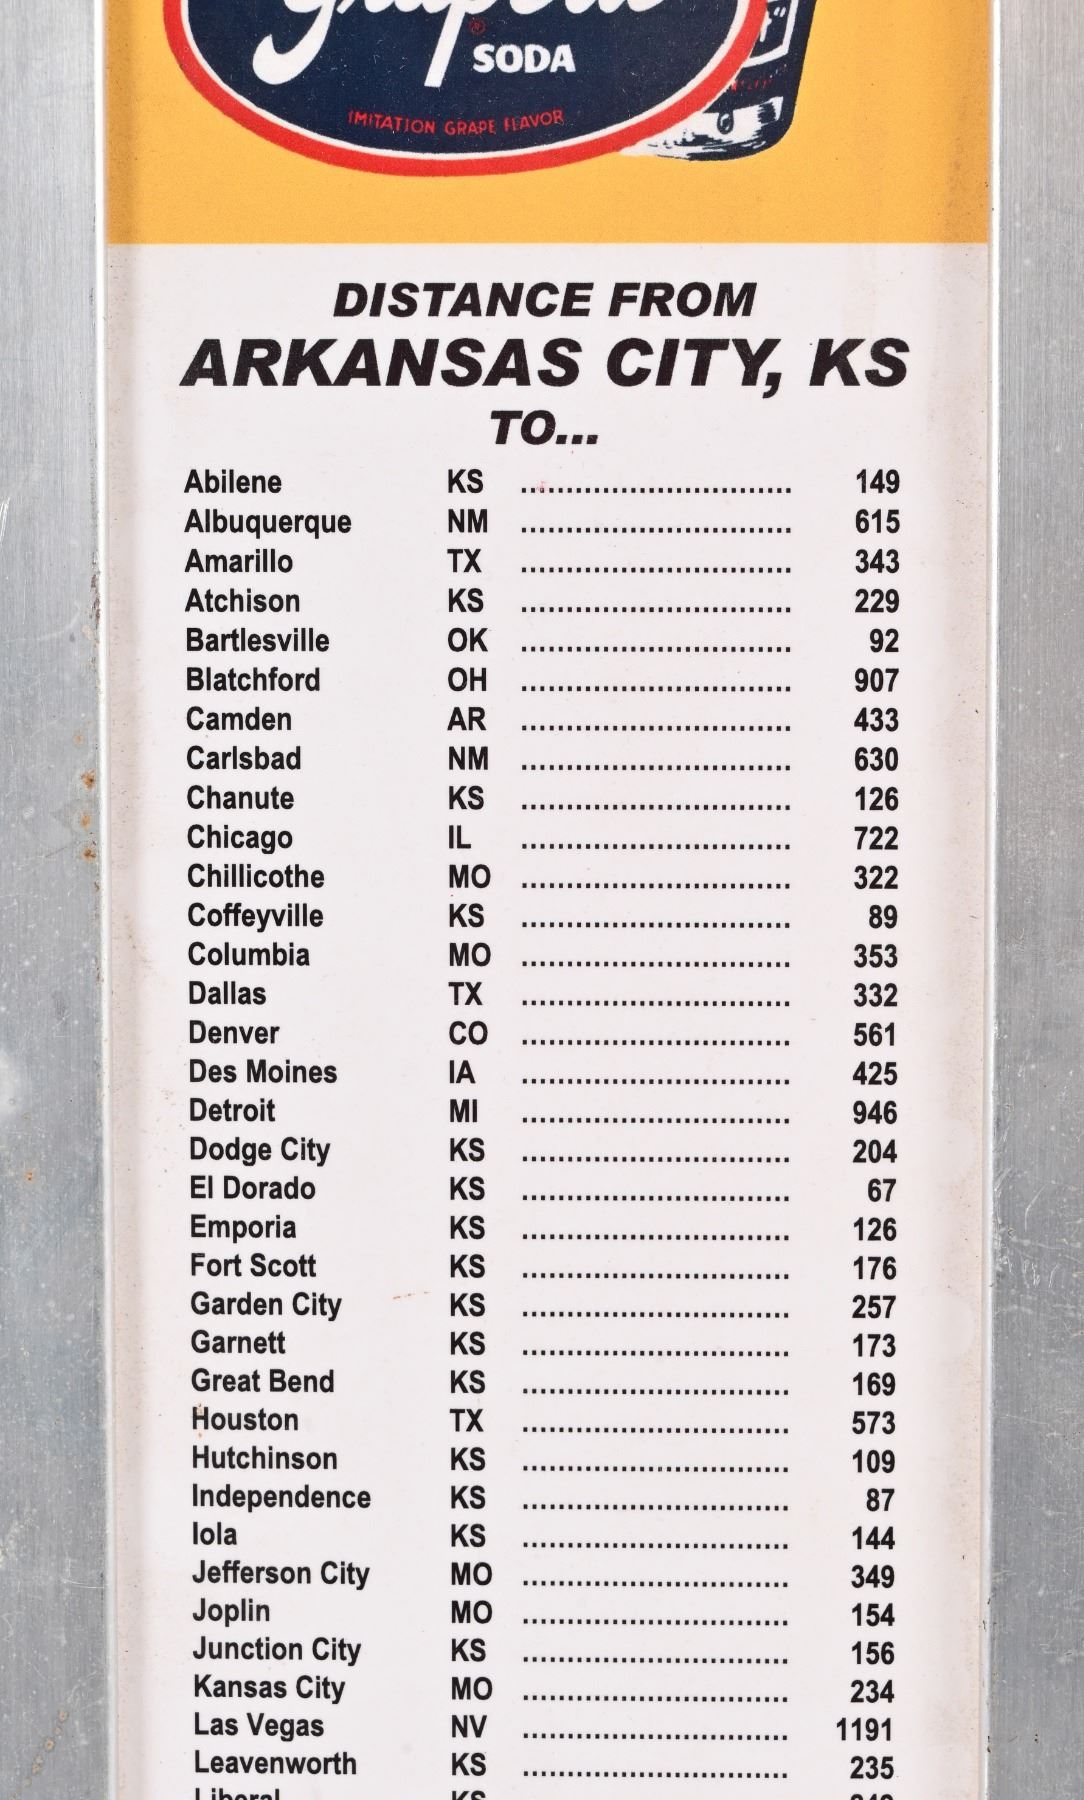 Grapette
SODA
IMITATION GRAPE FLAVOR
DISTANCE FROM
ARKANSAS CITY, KS
TO...
Abilene KS .............................. 149
Albuquerque NM .............................. 615
Amarillo TX .............................. 343
Atchison KS .............................. 229
Bartlesville OK .............................. 92
Blatchford OH .............................. 907
Camden AR .............................. 433
Carlsbad NM .............................. 630
Chanute KS .............................. 126
Chicago IL .............................. 722
Chillicothe MO .............................. 322
Coffeyville KS .............................. 89
Columbia MO .............................. 353
Dallas TX .............................. 332
Denver CO .............................. 561
Des Moines IA .............................. 425
Detroit MI .............................. 946
Dodge City KS .............................. 204
El Dorado KS .............................. 67
Emporia KS .............................. 126
Fort Scott KS .............................. 176
Garden City KS .............................. 257
Garnett KS .............................. 173
Great Bend KS .............................. 169
Houston TX .............................. 573
Hutchinson KS .............................. 109
Independence KS .............................. 87
Iola KS .............................. 144
Jefferson City MO .............................. 349
Joplin MO .............................. 154
Junction City KS .............................. 156
Kansas City MO .............................. 234
Las Vegas NV .............................. 1191
Leavenworth KS .............................. 235
Liberal KS